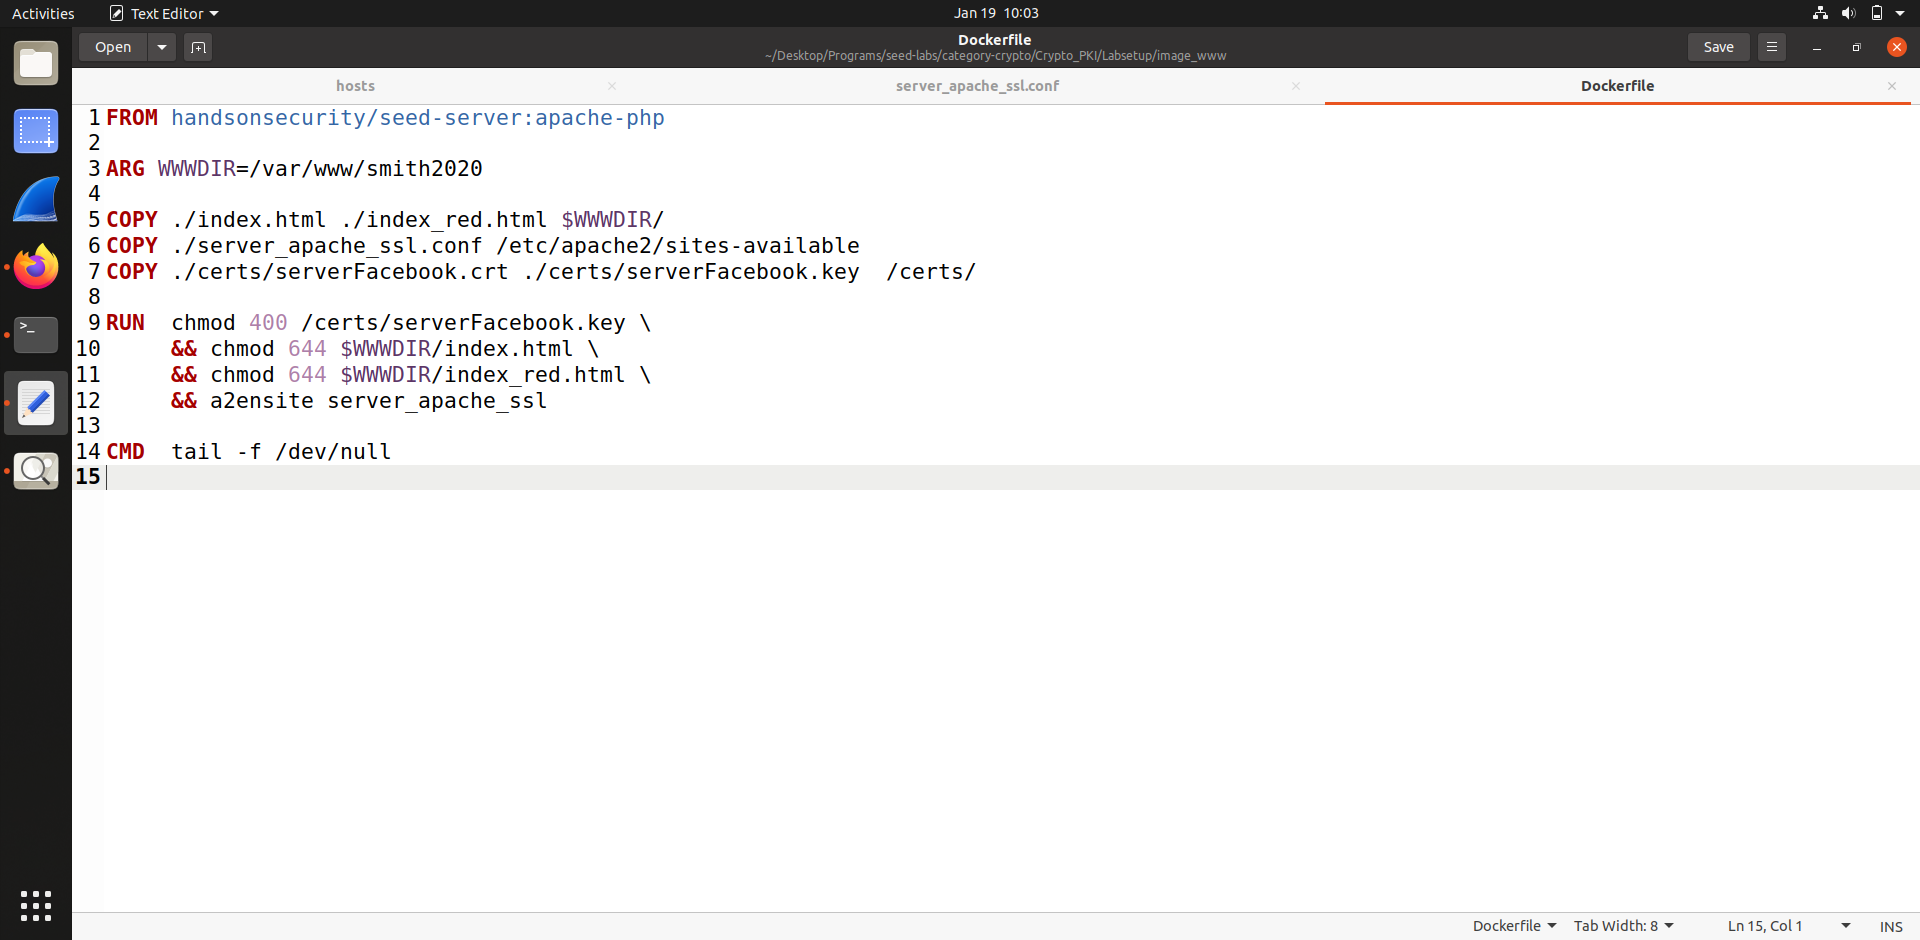 Activities
Text Editor
Jan 19 10:03
Open
Dockerfile
~/Desktop/Programs/seed-labs/category-crypto/Crypto_PKI/Labsetup/image_www
Save
hosts
server_apache_ssl.conf
Dockerfile
1 FROM handsonsecurity/seed-server:apache-php
2
3 ARG WWWDIR=/var/www/smith2020
4
5 COPY ./index.html ./index_red.html $WWWDIR/
6 COPY ./server_apache_ssl.conf /etc/apache2/sites-available
7 COPY ./certs/serverFacebook.crt ./certs/serverFacebook.key  /certs/
8
9 RUN  chmod 400 /certs/serverFacebook.key \
10      && chmod 644 $WWWDIR/index.html \
11      && chmod 644 $WWWDIR/index_red.html \
12      && a2ensite server_apache_ssl
13
14 CMD  tail -f /dev/null
15
Dockerfile
Tab Width: 8
Ln 15, Col 1
INS